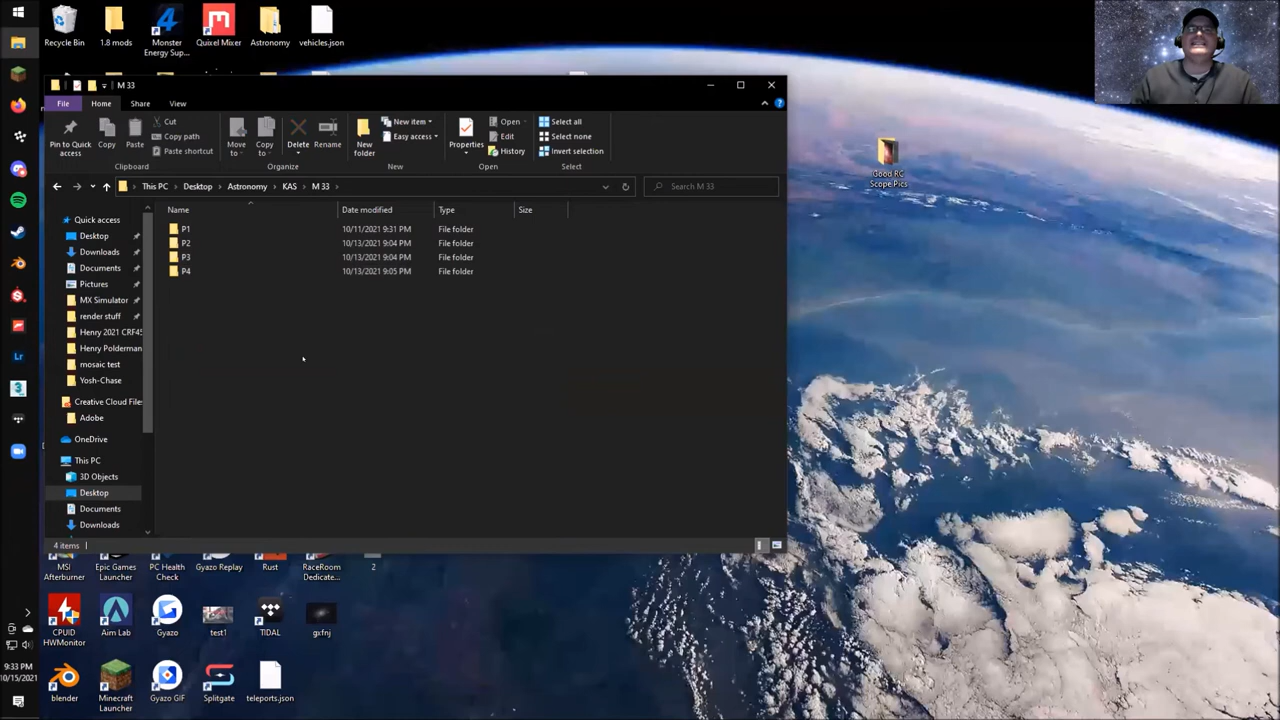 Recycle Bin
1.8 mods
Monster
Energy Sup...
Quixel Mixer
Astronomy
vehicles.json
M 33
File
Home
Share
View
Pin to Quick
access
Copy
Paste
Cut
Copy path
Paste shortcut
Clipboard
Move
to
Copy
to
Delete
Rename
Organize
New
folder
New item
Easy access
New
Properties
Open
Edit
History
Open
Select all
Select none
Invert selection
Select
This PC
Desktop
Astronomy
KAS
M 33
Search M 33
Name
Date modified
Type
Size
P1 10/11/2021 9:31 PM File folder
P2 10/13/2021 9:04 PM File folder
P3 10/13/2021 9:04 PM File folder
P4 10/13/2021 9:05 PM File folder
Quick access
Desktop
Downloads
Documents
Pictures
MX Simulator
render stuff
Henry 2021 CRF45
Henry Polderman
mosaic test
Yosh-Chase
Creative Cloud Files
Adobe
OneDrive
This PC
3D Objects
Desktop
Documents
Downloads
4 items
Good RC
Scope Pics
Lr
3
MSI
Afterburner
Epic Games
Launcher
PC Health
Check
Gyazo Replay
Rust
RaceRoom
Dedicate...
2
CPUID
HWMonitor
Aim Lab
Gyazo
test1
TIDAL
gxfnj
blender
Minecraft
Launcher
Gyazo GIF
Splitgate
teleports.json
9:33 PM
10/15/2021